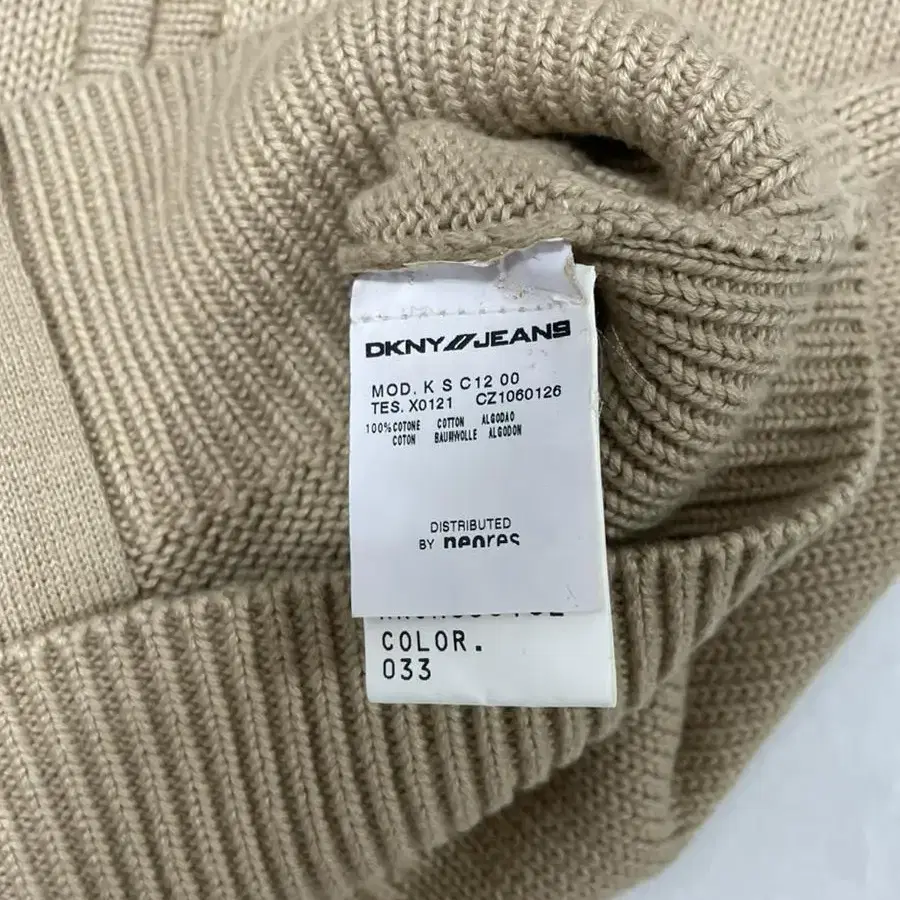 DKNY JEANS
MOD. K S C12 00
TES. X0121 CZ1060126
100%COTONE COTTON ALGODAO
COTON BAUMWOLLE ALGODON
DISTRIBUTED
BY neores
COLOR.
033